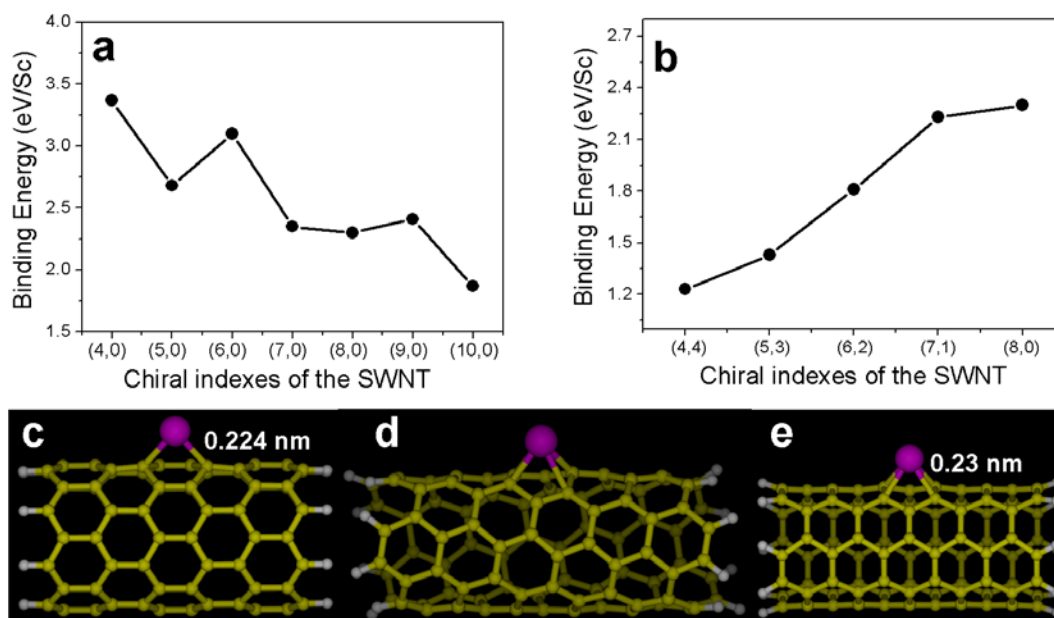 a
Binding Energy (eV/Sc)
4.0
3.5
3.0
2.5
2.0
1.5
(4,0) (5,0) (6,0) (7,0) (8,0) (9,0) (10,0)
Chiral indexes of the SWNT
b
Binding Energy (eV/Sc)
2.7
2.4
2.1
1.8
1.5
1.2
(4,4) (5,3) (6,2) (7,1) (8,0)
Chiral indexes of the SWNT
c
0.224 nm
d
e
0.23 nm